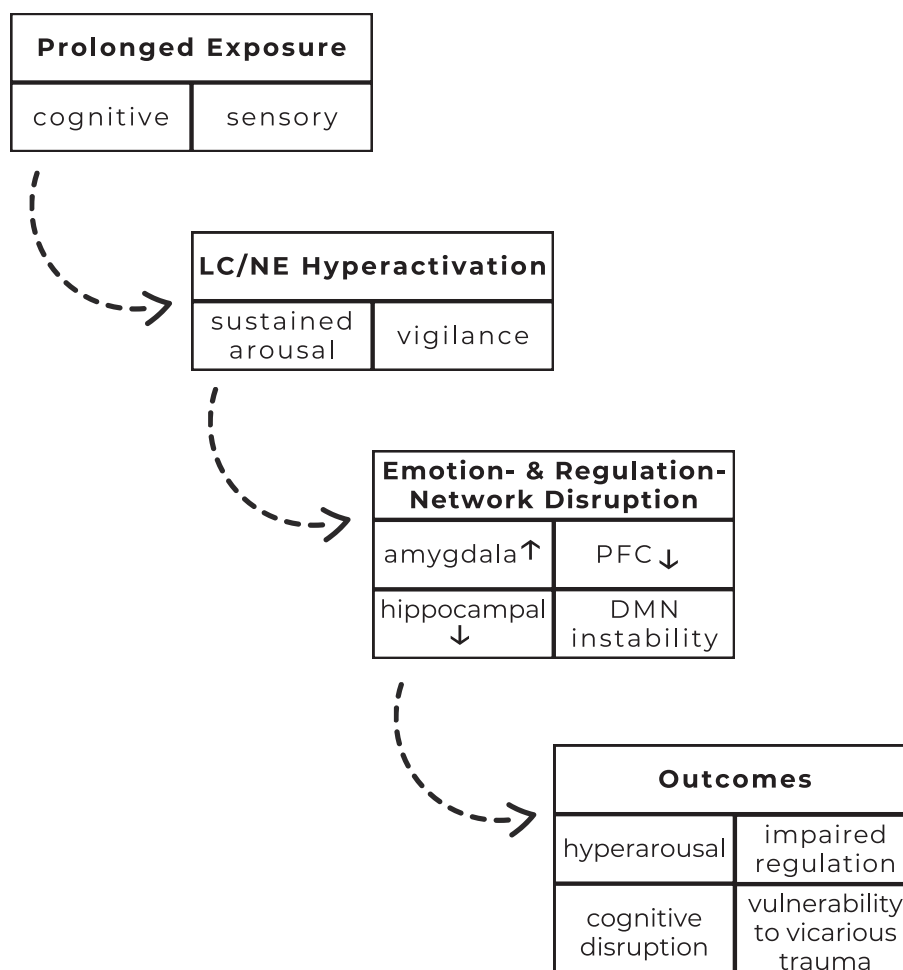 Prolonged Exposure
cognitive
sensory
LC/NE Hyperactivation
sustained
arousal
vigilance
Emotion- & Regulation-
Network Disruption
amygdala↑
PFC↓
hippocampal
↓
DMN
instability
Outcomes
hyperarousal
impaired
regulation
cognitive
disruption
vulnerability
to vicarious
trauma